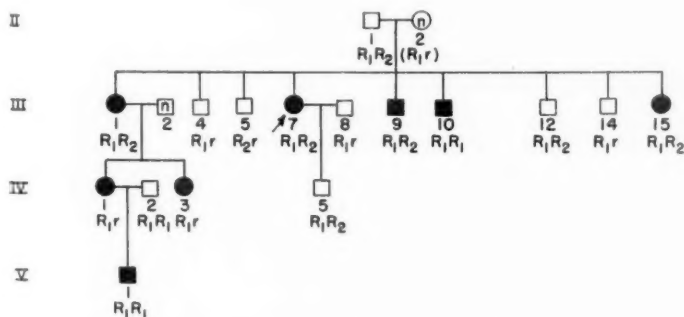 II n
1 2
R₁R₂ (R₁r)
III n
1 2 4 5 7 8 9 10 12 14 15
R₁R₂ R₁r R₂r R₁R₂ R₁r R₁R₂ R₁R₁ R₁R₂ R₁r R₁R₂
IV
1 2 3 5
R₁r R₁R₁ R₁r R₁R₂
V
1
R₁R₁